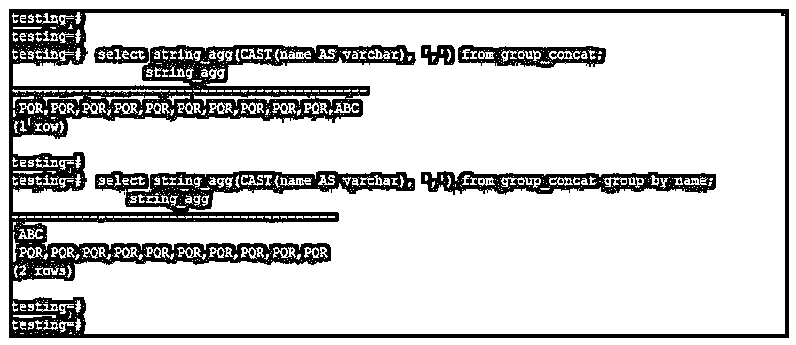 testing=#
testing=#
testing=# select string_agg(CAST(name AS varchar), ',') from group_concat;
string_agg
---------------------------------------------
PQR,PQR,PQR,PQR,PQR,PQR,PQR,PQR,PQR,PQR,ABC
(1 row)
testing=#
testing=# select string_agg(CAST(name AS varchar), ',') from group_concat group by name;
string_agg
-----------------------------------------
ABC
PQR,PQR,PQR,PQR,PQR,PQR,PQR,PQR,PQR,PQR
(2 rows)
testing=#
testing=#